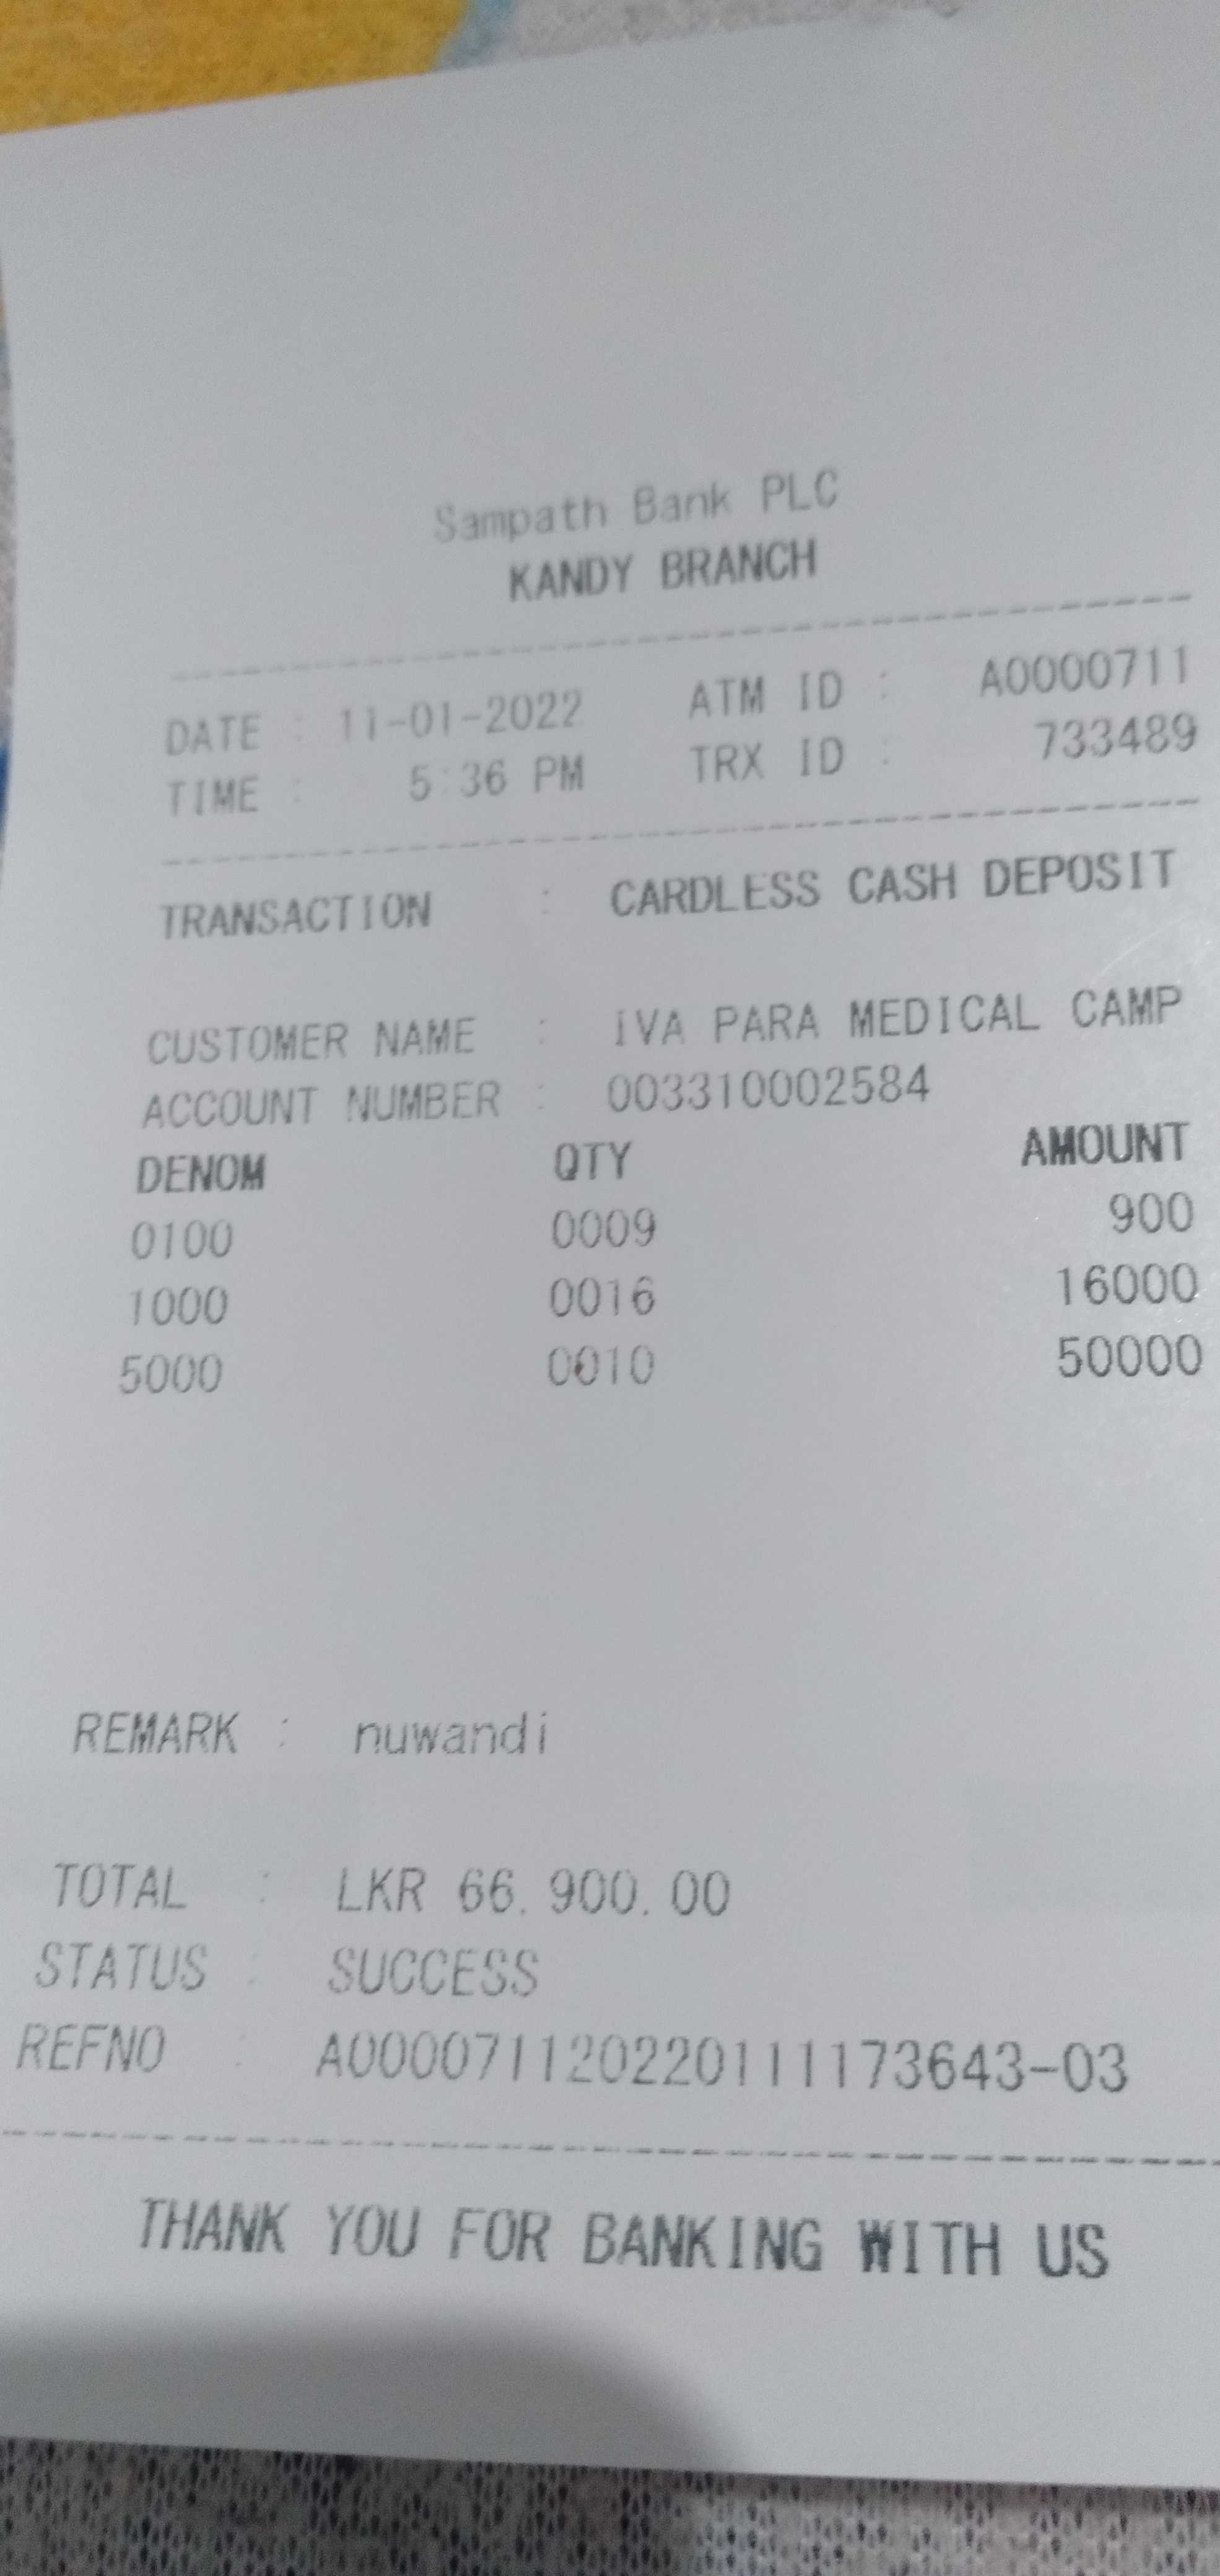 Sampath Bank PLC
KANDY BRANCH
DATE : 11-01-2022 ATM ID : A0000711
TIME : 5:36 PM TRX ID : 733489
TRANSACTION : CARDLESS CASH DEPOSIT
CUSTOMER NAME : IVA PARA MEDICAL CAMP
ACCOUNT NUMBER : 003310002584
DENOM QTY AMOUNT
0100 0009 900
1000 0016 16000
5000 0010 50000
REMARK : nuwandi
TOTAL : LKR 66.900.00
STATUS : SUCCESS
REFNO : A000071120220111173643-03
THANK YOU FOR BANKING WITH US